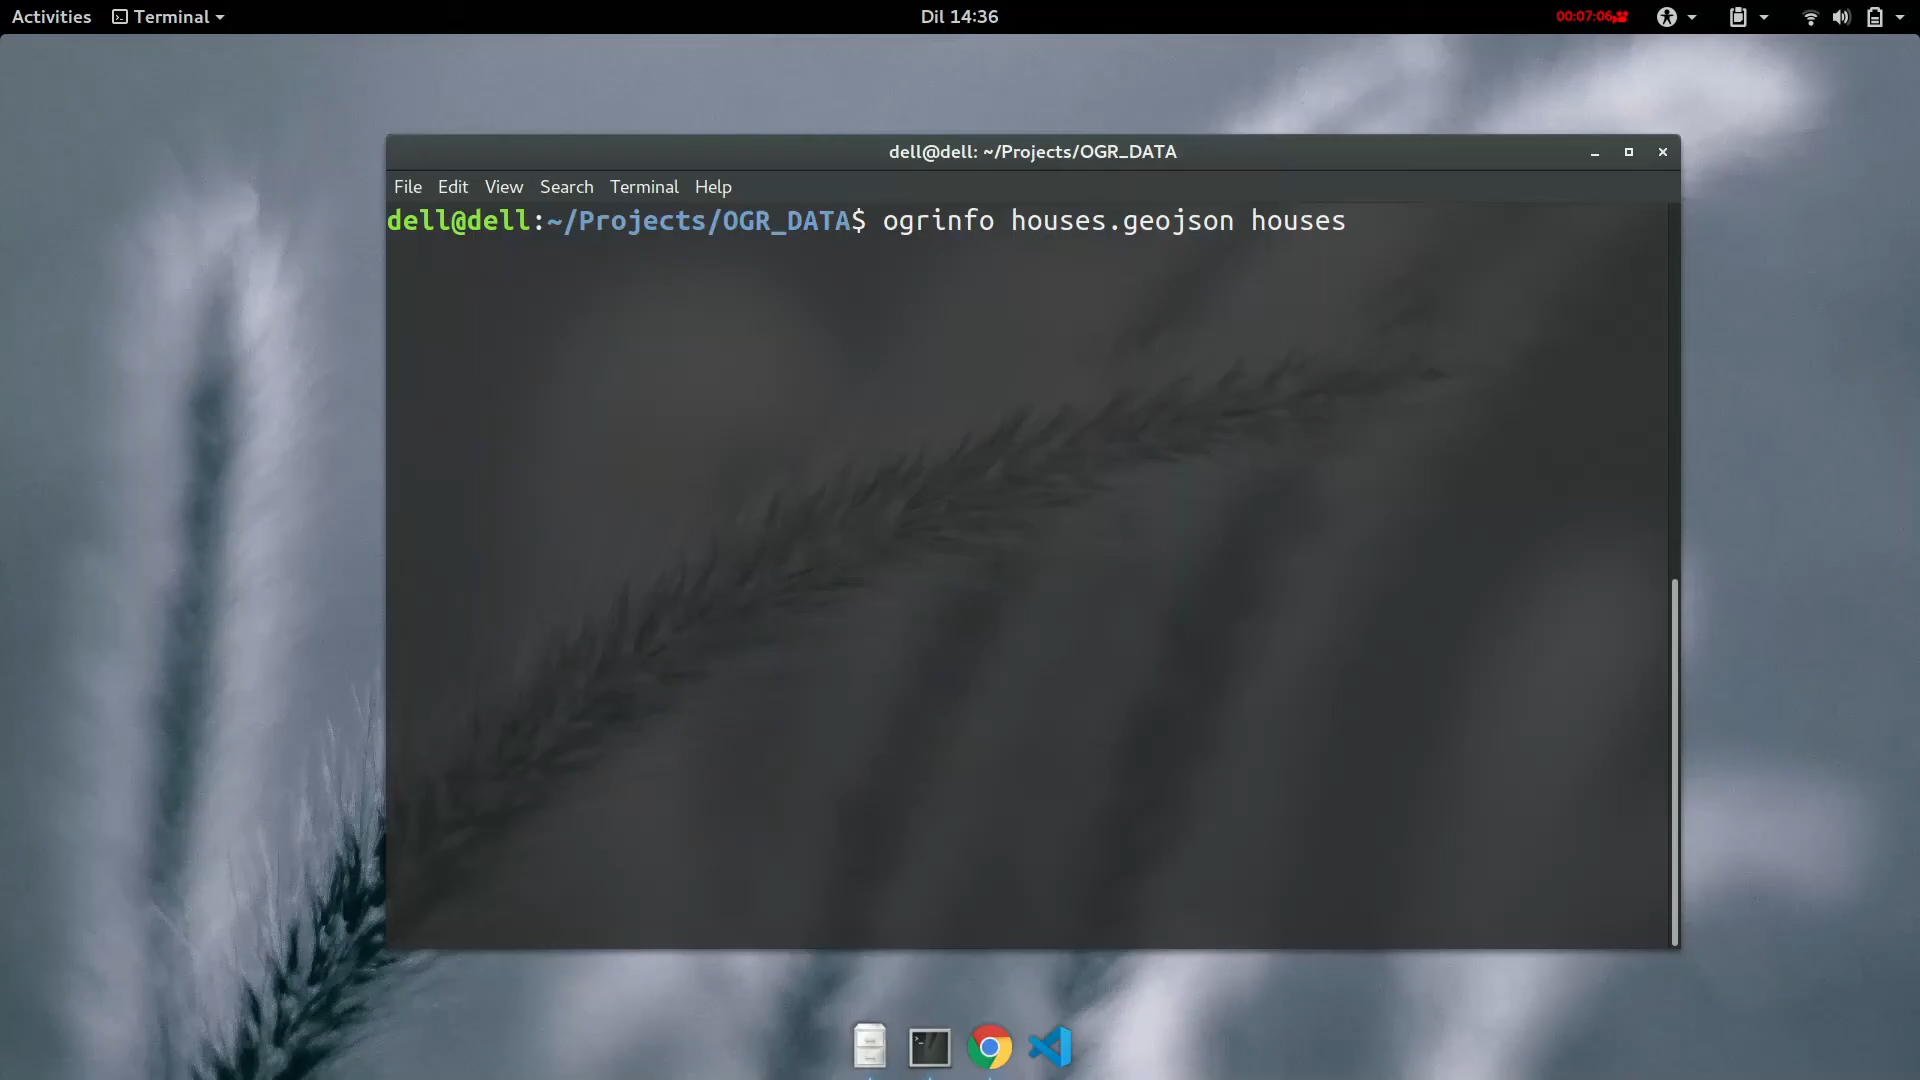 Activities
Terminal
Dil 14:36
00:07:06
dell@dell: ~/Projects/OGR_DATA
File Edit View Search Terminal Help
dell@dell:~/Projects/OGR_DATA$ ogrinfo houses.geojson houses